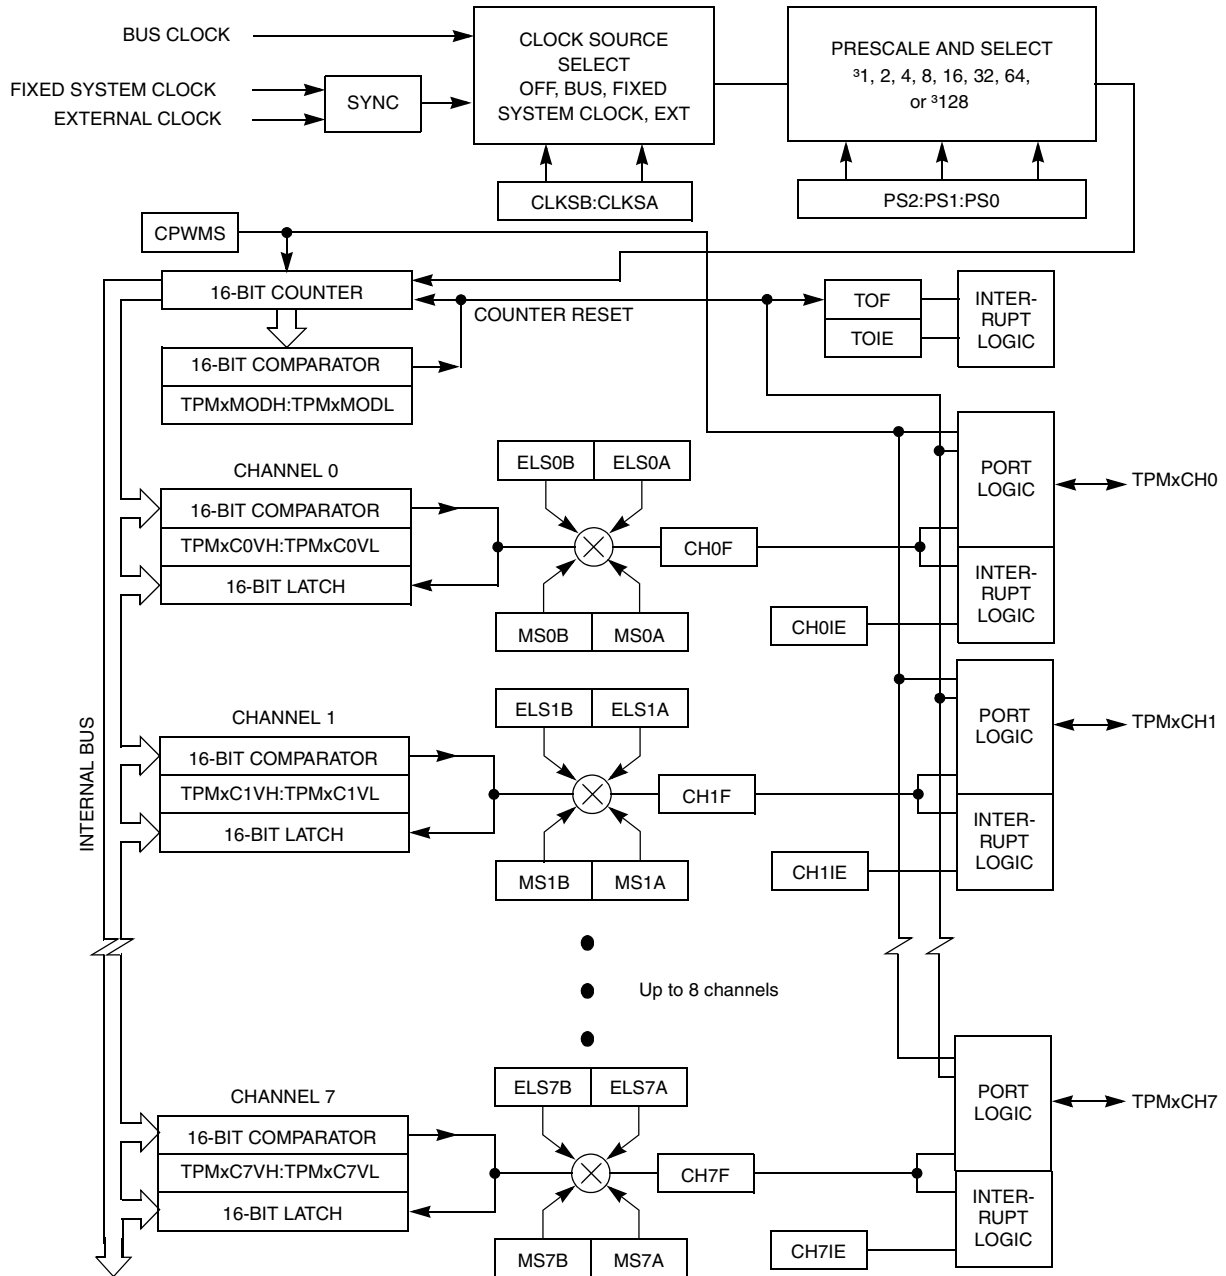 BUS CLOCK
FIXED SYSTEM CLOCK
EXTERNAL CLOCK
SYNC
CLOCK SOURCE
SELECT
OFF, BUS, FIXED
SYSTEM CLOCK, EXT
PRESCALE AND SELECT
³1, 2, 4, 8, 16, 32, 64,
or ³128
CLKSB:CLKSA
PS2:PS1:PS0
CPWMS
16-BIT COUNTER
COUNTER RESET
TOF
TOIE
INTER-
RUPT
LOGIC
16-BIT COMPARATOR
TPMxMODH:TPMxMODL
CHANNEL 0
16-BIT COMPARATOR
TPMxC0VH:TPMxC0VL
16-BIT LATCH
ELS0B
ELS0A
MS0B
MS0A
CH0F
CH0IE
PORT
LOGIC
INTER-
RUPT
LOGIC
TPMxCH0
INTERNAL BUS
CHANNEL 1
16-BIT COMPARATOR
TPMxC1VH:TPMxC1VL
16-BIT LATCH
ELS1B
ELS1A
MS1B
MS1A
CH1F
CH1IE
PORT
LOGIC
INTER-
RUPT
LOGIC
TPMxCH1
Up to 8 channels
CHANNEL 7
16-BIT COMPARATOR
TPMxC7VH:TPMxC7VL
16-BIT LATCH
ELS7B
ELS7A
MS7B
MS7A
CH7F
CH7IE
PORT
LOGIC
INTER-
RUPT
LOGIC
TPMxCH7